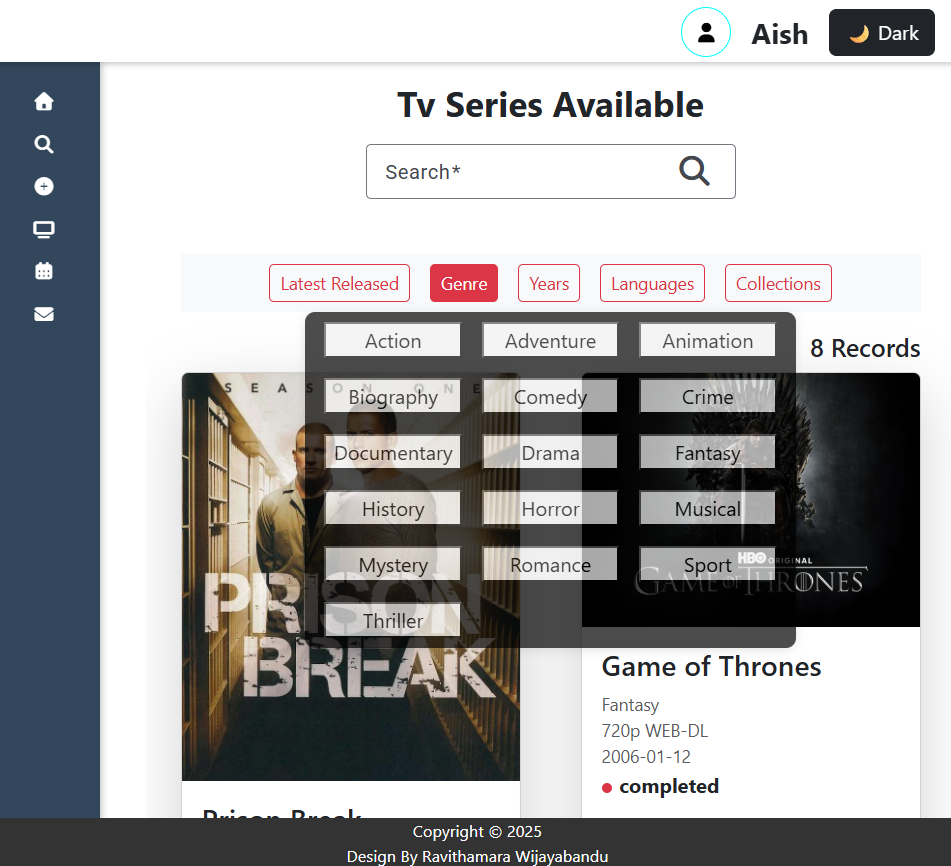 Aish
🌙 Dark
Tv Series Available
Search*
Latest Released Genre Years Languages Collections
8 Records
Action Adventure Animation
Biography Comedy Crime
Documentary Drama Fantasy
History Horror Musical
Mystery Romance Sport
Thriller
SEASON ONE
PRISON
BREAK
HBO ORIGINAL
GAME OF THRONES
Game of Thrones
Fantasy
720p WEB-DL
2006-01-12
completed
Prison Break
Copyright © 2025
Design By Ravithamara Wijayabandu